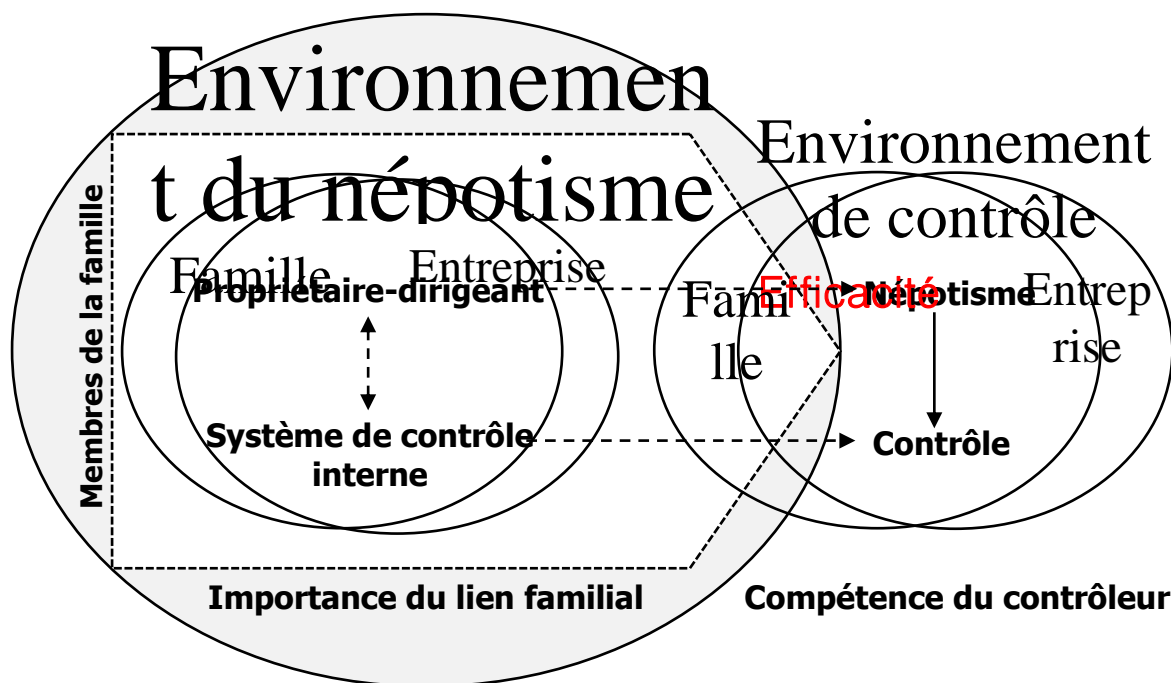 Environnemen
t du népotisme
Environnement
de contrôle
Membres de la famille
Famille
Entreprise
Propriétaire-dirigeant
Système de contrôle
interne
Importance du lien familial
Fami
lle
Efficacité
Népotisme
Entrep
rise
Contrôle
Compétence du contrôleur